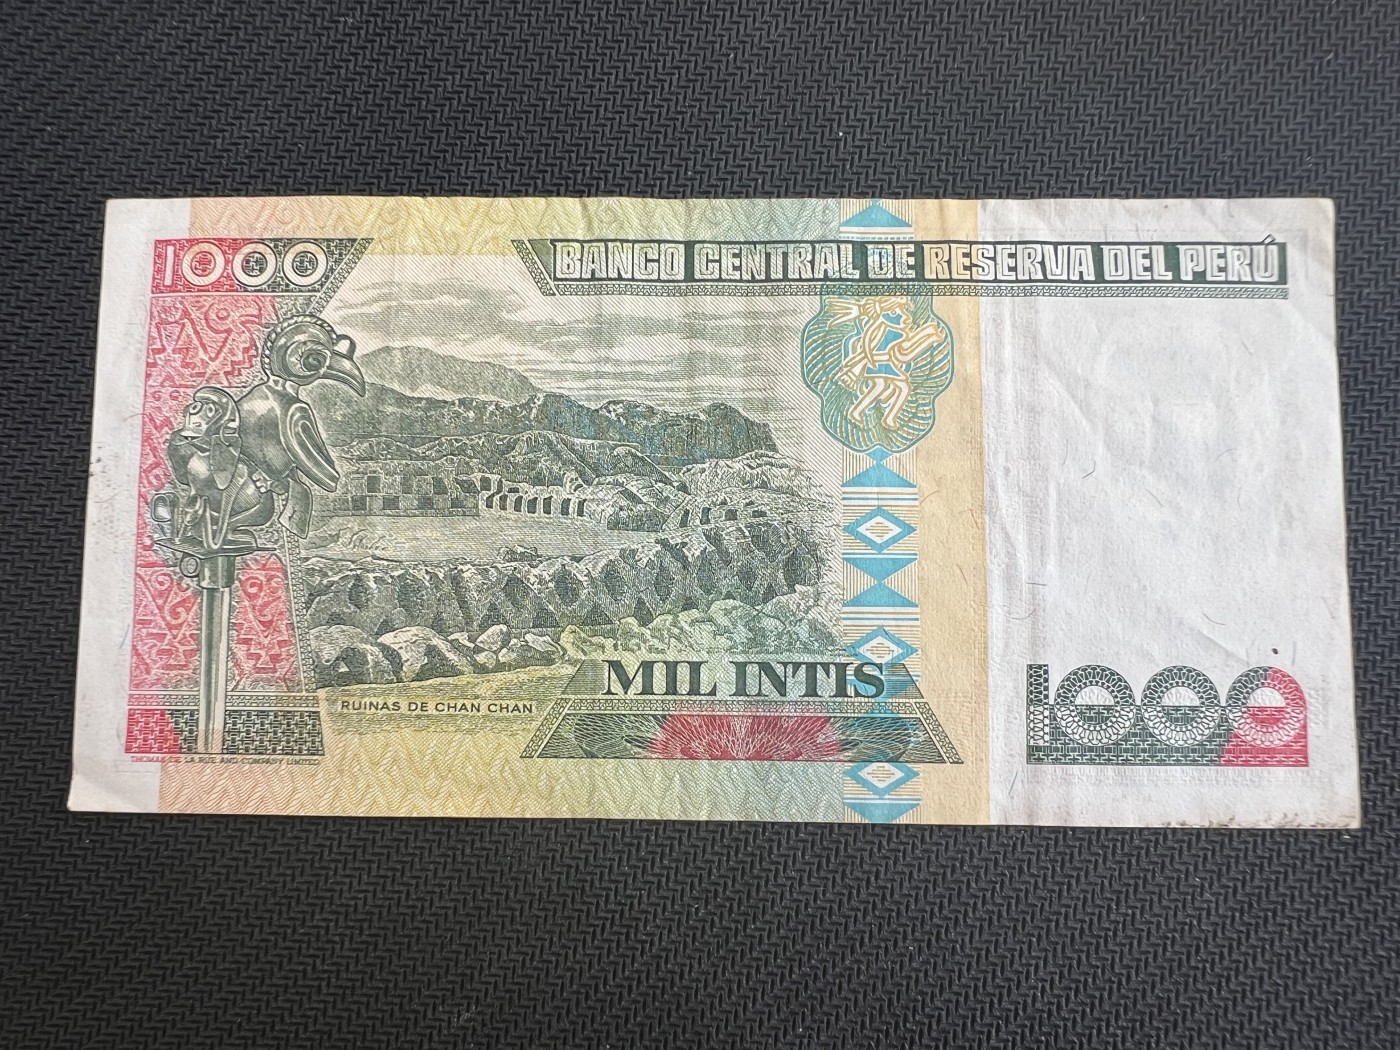 1000
BANCO CENTRAL DE RESERVA DEL PERÚ
MIL INTIS
RUINAS DE CHAN CHAN
1000
THOMAS DE LA RUE AND COMPANY LIMITED